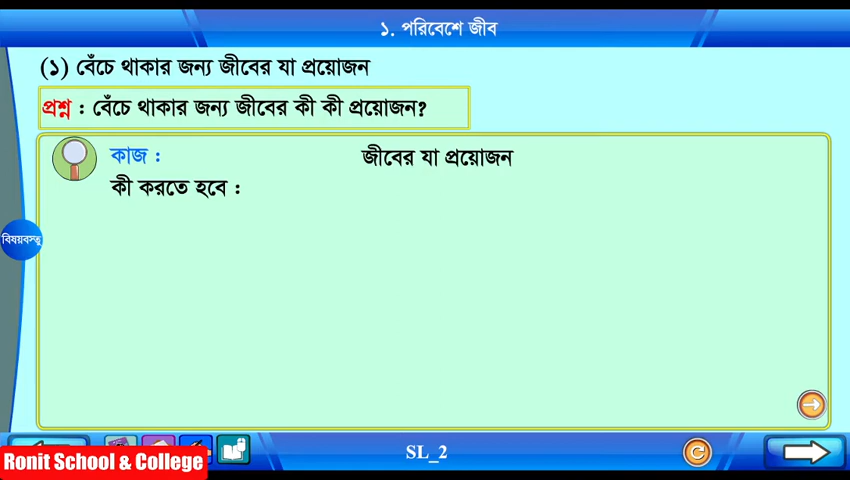 ১. পরিবেশে জীব
(১) বেঁচে থাকার জন্য জীবের যা প্রয়োজন
প্রশ্ন : বেঁচে থাকার জন্য জীবের কী কী প্রয়োজন?
কাজ : জীবের যা প্রয়োজন
কী করতে হবে :
বিষয়বস্তু
SL_2
Ronit School & College